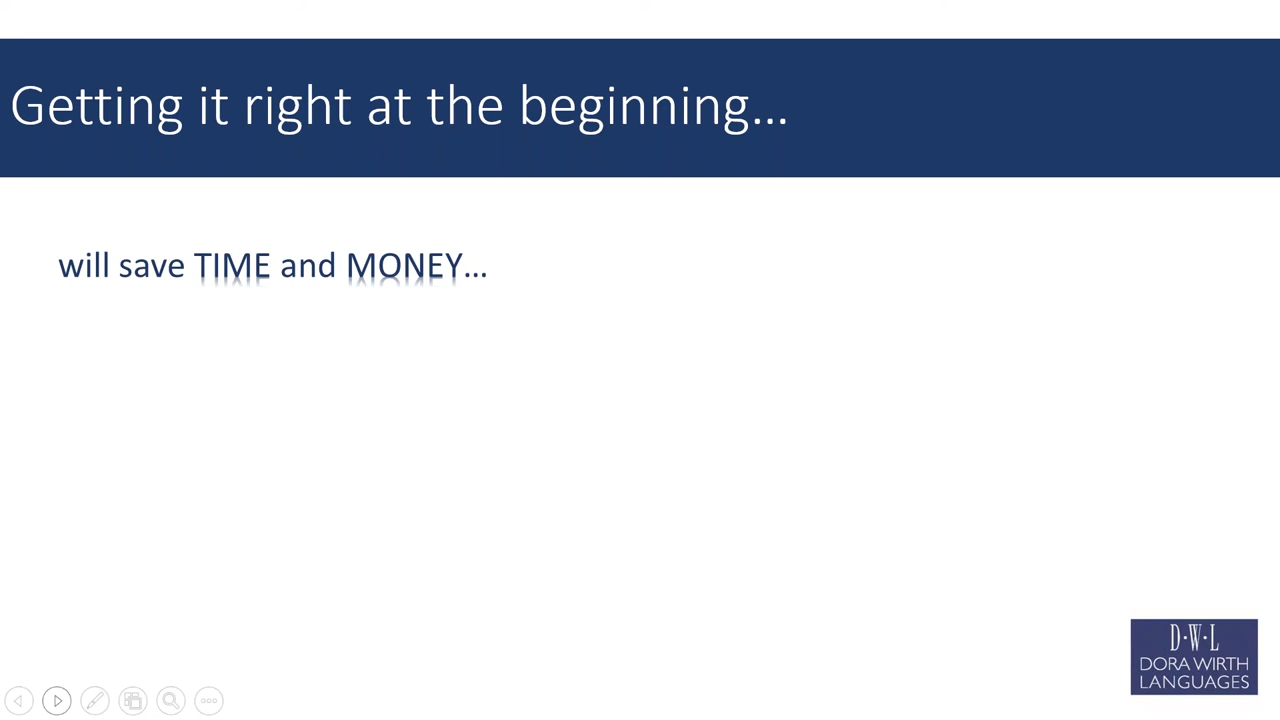 Getting it right at the beginning...
will save TIME and MONEY...
D·W·L
DORA WIRTH
LANGUAGES